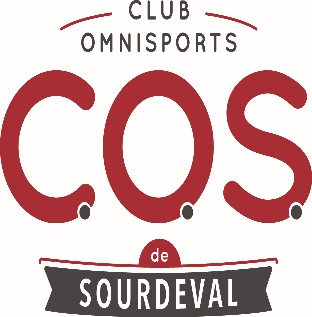 CLUB
OMNISPORTS
C.O.S.
de
SOURDEVAL